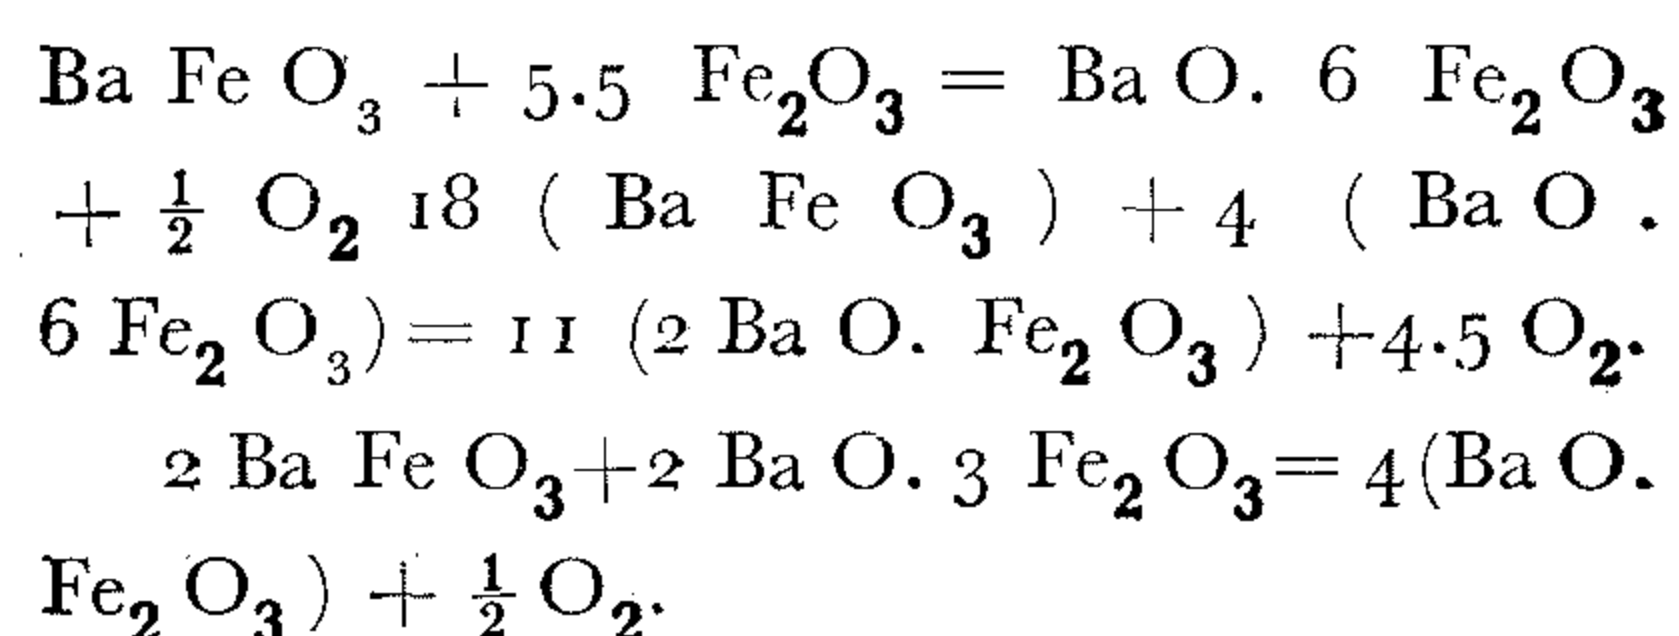 Ba Fe O₃ + 5.5 Fe₂O₃ = Ba O. 6 Fe₂ O₃
+ ½ O₂ 18 ( Ba Fe O₃ ) + 4 ( Ba O .
6 Fe₂ O₃) = 11 (2 Ba O. Fe₂ O₃ ) +4.5 O₂.
2 Ba Fe O₃+2 Ba O. 3 Fe₂ O₃= 4(Ba O.
Fe₂ O₃) + ½ O₂.